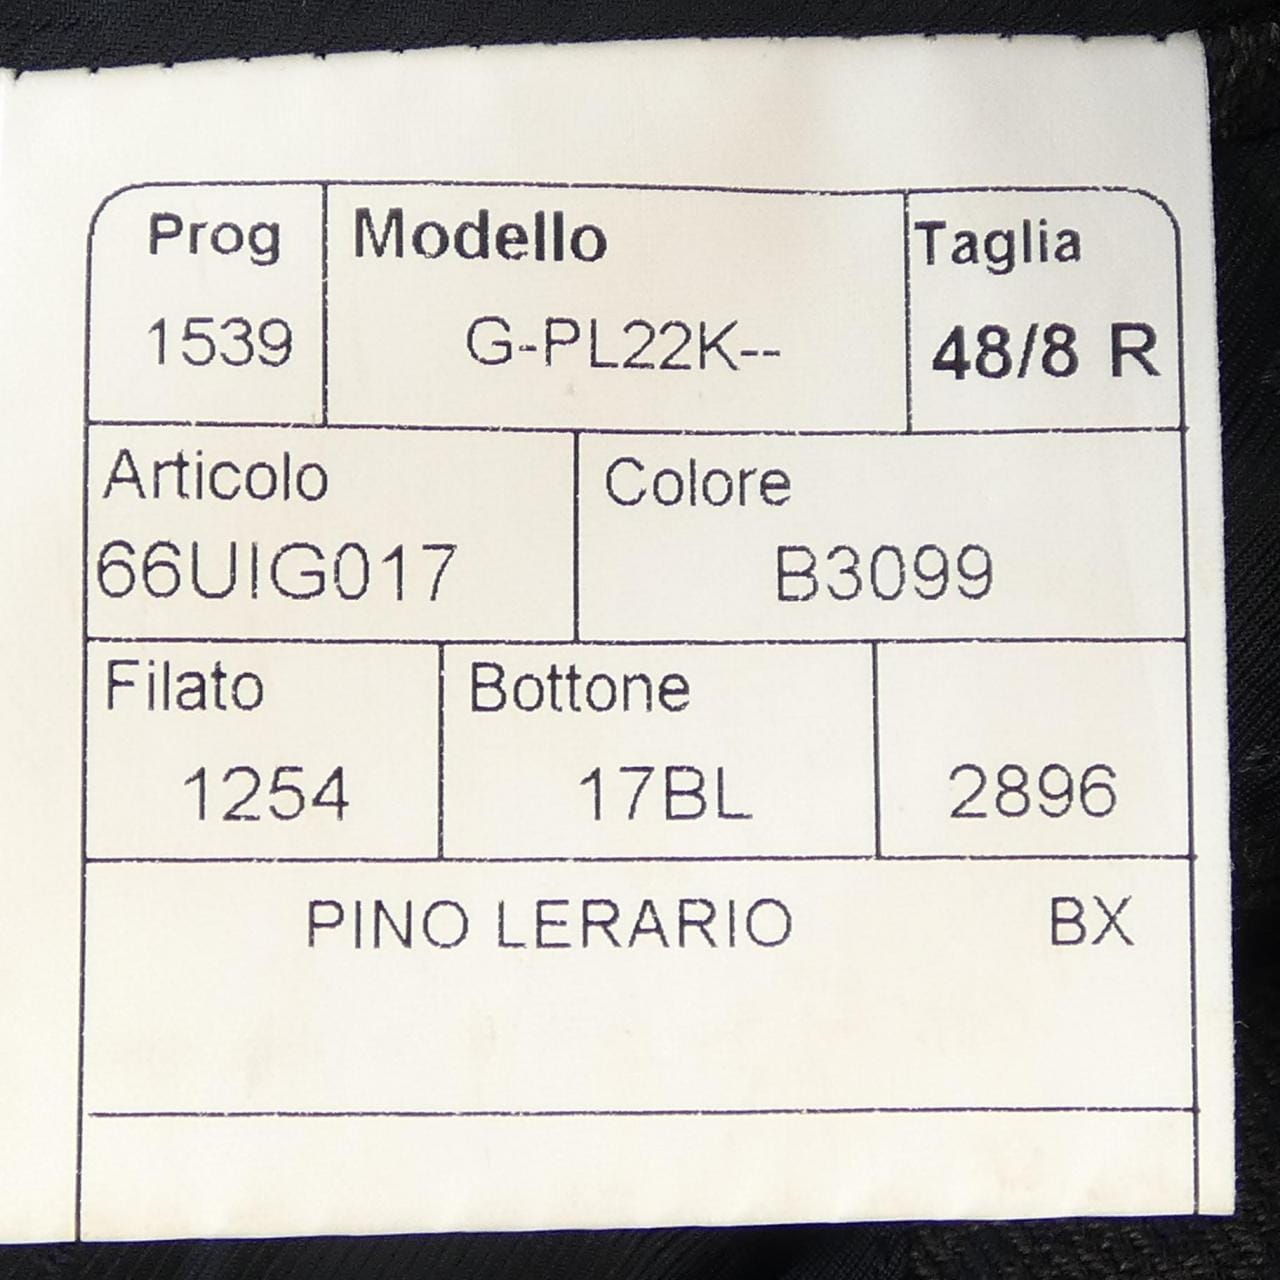 Prog Modello Taglia
1539 G-PL22K-- 48/8 R
Articolo Colore
66UIG017 B3099
Filato Bottone
1254 17BL 2896
PINO LERARIO BX